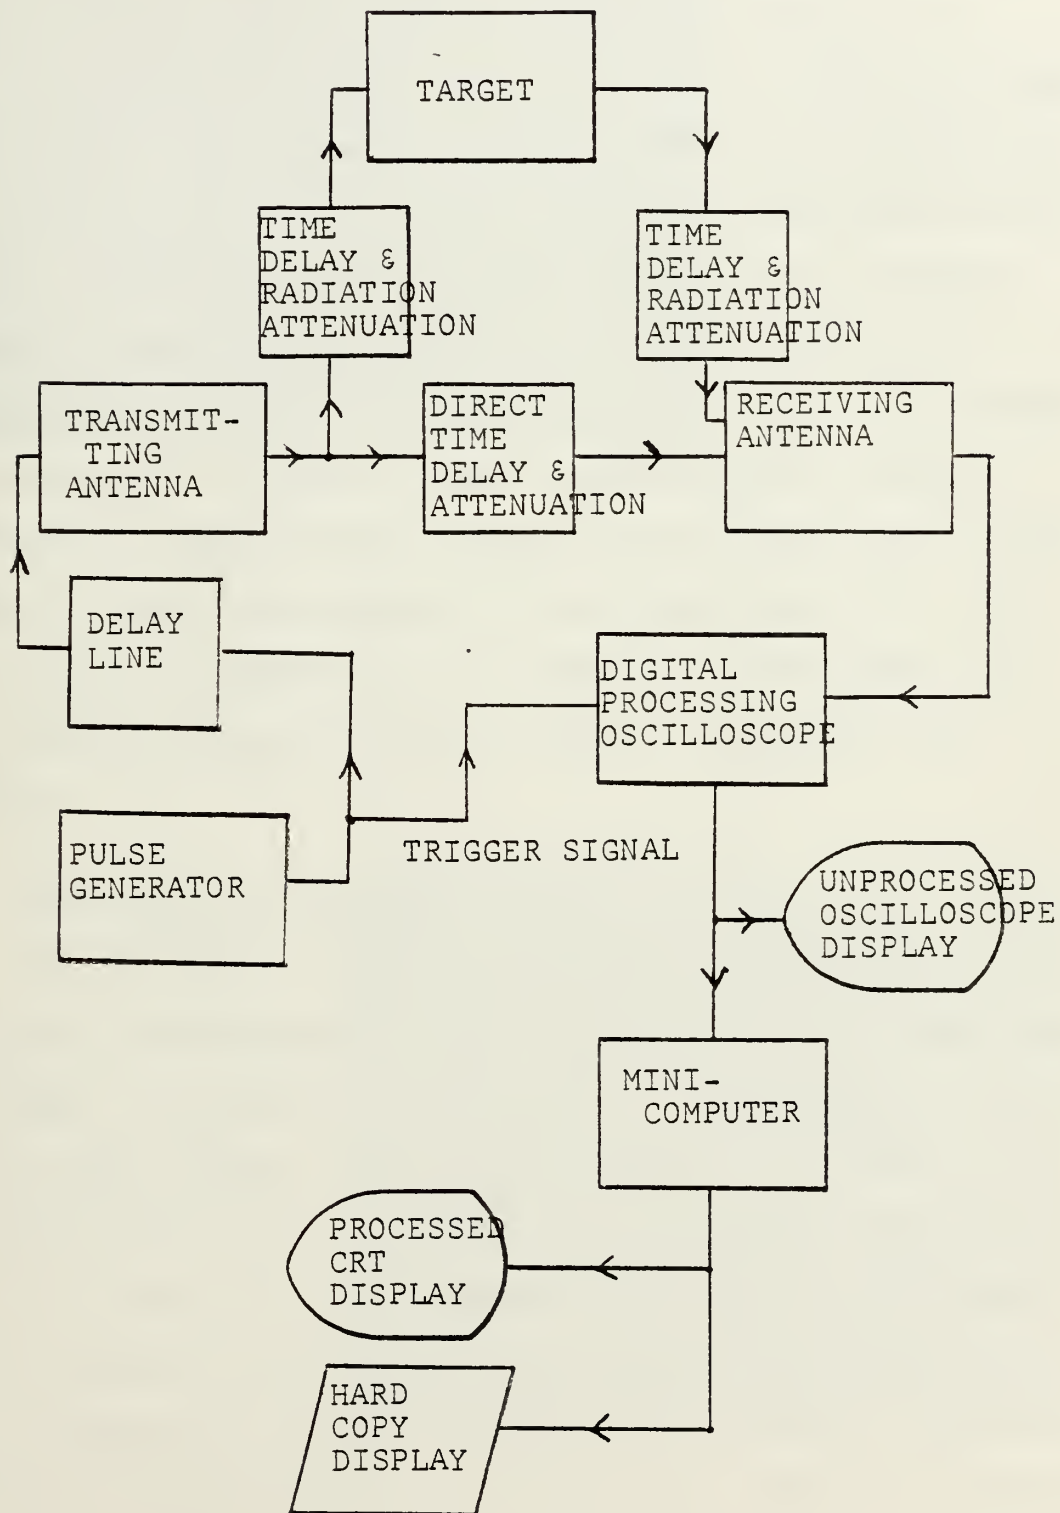 TARGET
TIME
DELAY &
RADIATION
ATTENUATION
TIME
DELAY &
RADIATION
ATTENUATION
TRANSMIT-
TING
ANTENNA
DIRECT
TIME
DELAY &
ATTENUATION
RECEIVING
ANTENNA
DELAY
LINE
DIGITAL
PROCESSING
OSCILLOSCOPE
PULSE
GENERATOR
TRIGGER SIGNAL
UNPROCESSED
OSCILLOSCOPE
DISPLAY
MINI-
COMPUTER
PROCESSED
CRT
DISPLAY
HARD
COPY
DISPLAY